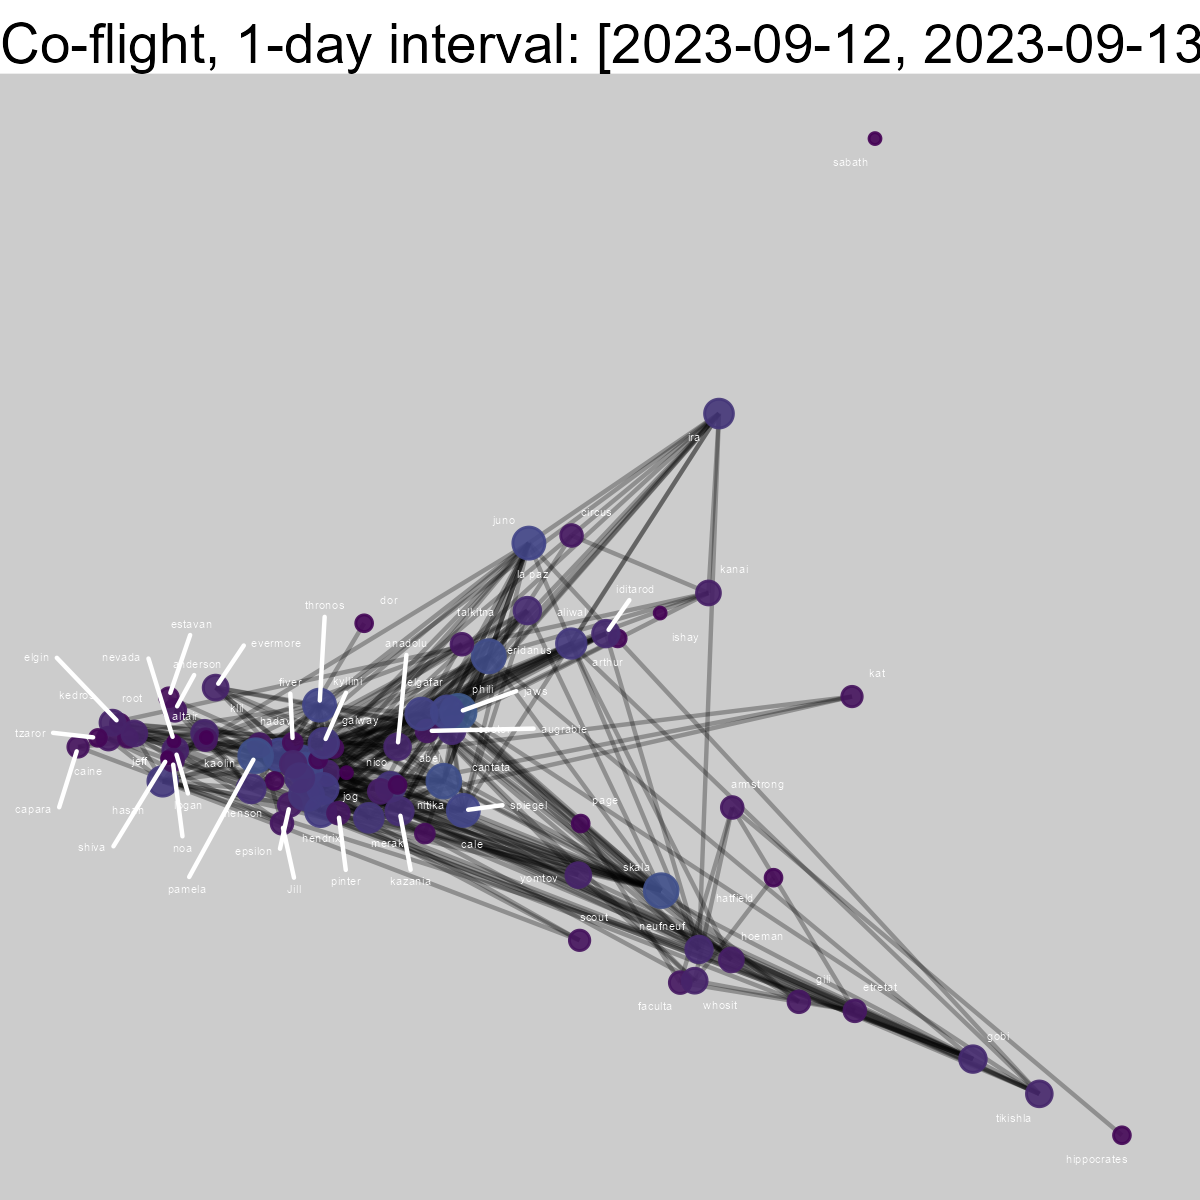 Co-flight, 1-day interval: [2023-09-12, 2023-09-13
sabath
ira
juno
circus
la paz
kanai
iditarod
thronos
dor
talkitna
aliwal
ishay
estavan
evermore
anadolu
eridanus
arthur
elgin
nevada
anderson
kat
kedros
root
fiver
kyllini
elgafar
phili
jaws
altair
kili
haday
galway
augrabie
tzaror
caine
jeff
kaolin
nico
abel
cantata
armstrong
capara
hasan
logan
henson
jog
nitika
spiegel
page
shiva
noa
epsilon
hendrix
merak
cale
pamela
Jill
pinter
kazania
yomtov
skala
hatfield
scout
neufneuf
hoeman
faculta
whosit
gili
etretat
gobi
tikishla
hippocrates